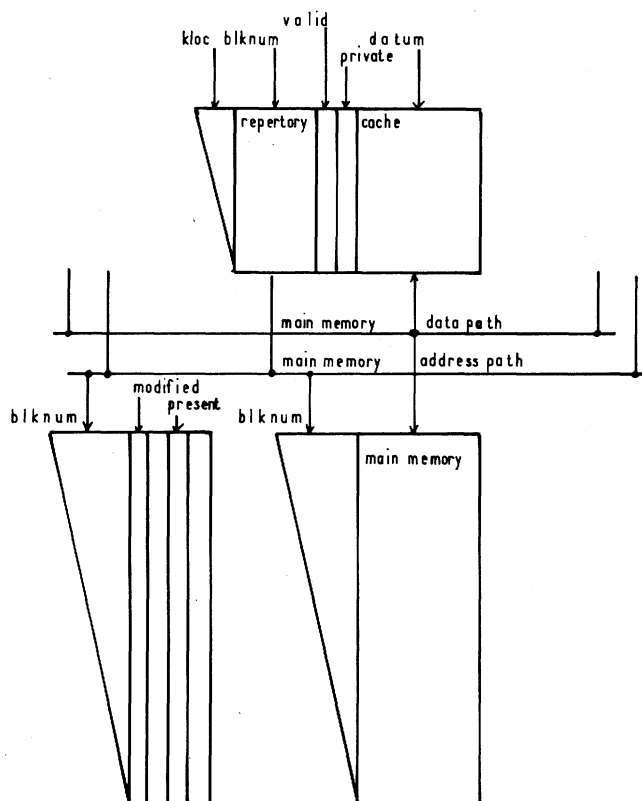 valid
kloc blknum datum
private
repertory cache
main memory data path
main memory address path
modified
present
blknum blknum
main memory